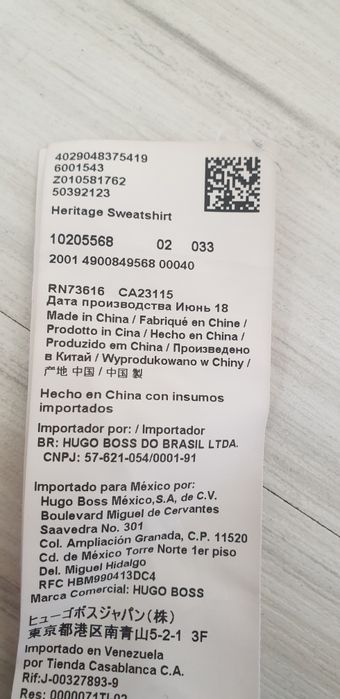 4029048375419
6001543
Z010581762
50392123
Heritage Sweatshirt
10205568 02 033
2001 4900849568 00040
RN73616 CA23115
Дата производства Июнь 18
Made in China / Fabriqué en Chine /
Prodotto in Cina / Hecho en China /
Produzido em China / Произведено
в Китай / Wyprodukowano w Chiny /
产地 中国 / 中国 製
Hecho en China con insumos
importados
Importador por: / Importador
BR: HUGO BOSS DO BRASIL LTDA.
CNPJ: 57-621-054/0001-91
Importado para México por:
Hugo Boss México,S.A, de C.V.
Boulevard Miguel de Cervantes
Saavedra No. 301
Col. Ampliación Granada, C.P. 11520
Cd. de México Torre Norte 1er piso
Del. Miguel Hidalgo
RFC HBM990413DC4
Marca Comercial: HUGO BOSS
ヒューゴボスジャパン(株)
東京都港区南青山5-2-1 3F
Importado en Venezuela
por Tienda Casablanca C.A.
Rif:J-00327893-9
Res: 0000071TL02